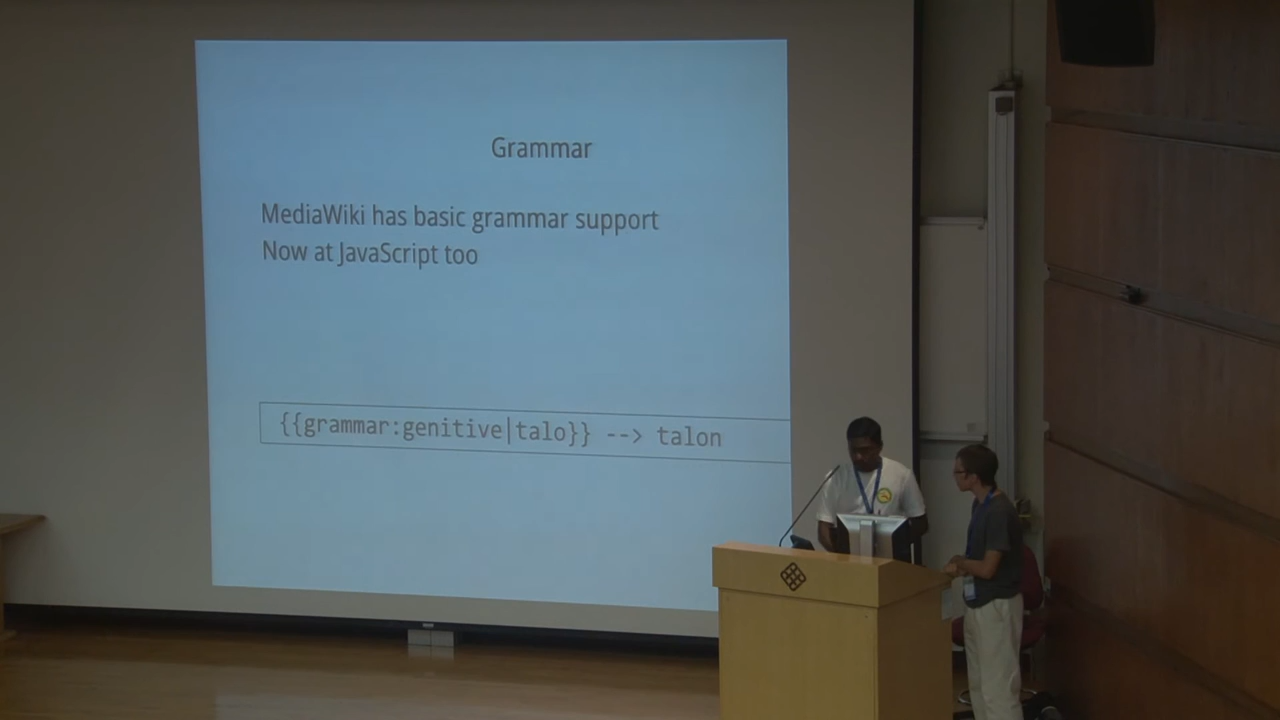 Grammar
MediaWiki has basic grammar support
Now at JavaScript too
{{grammar:genitive|talo}} --> talon